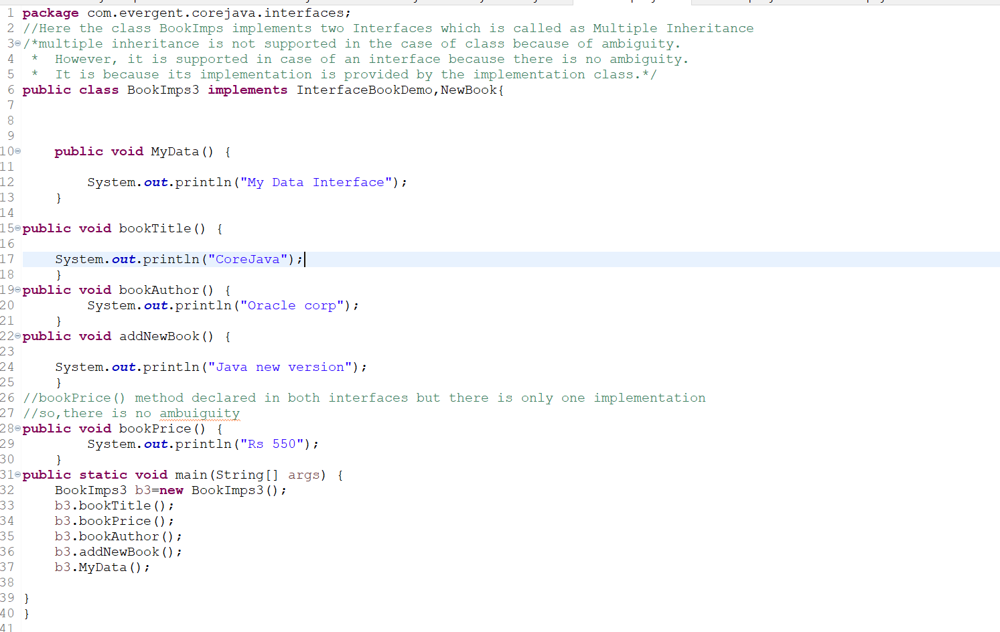 1 package com.evergent.corejava.interfaces;
2 //Here the class BookImps implements two Interfaces which is called as Multiple Inheritance
3 /*multiple inheritance is not supported in the case of class because of ambiguity.
4  *  However, it is supported in case of an interface because there is no ambiguity.
5  *  It is because its implementation is provided by the implementation class.*/
6 public class BookImps3 implements InterfaceBookDemo,NewBook{
7
8
9
10     public void MyData() {
11
12         System.out.println("My Data Interface");
13     }
14
15 public void bookTitle() {
16
17     System.out.println("CoreJava");
18     }
19 public void bookAuthor() {
20         System.out.println("Oracle corp");
21     }
22 public void addNewBook() {
23
24     System.out.println("Java new version");
25     }
26 //bookPrice() method declared in both interfaces but there is only one implementation
27 //so,there is no ambuiguity
28 public void bookPrice() {
29         System.out.println("Rs 550");
30     }
31 public static void main(String[] args) {
32     BookImps3 b3=new BookImps3();
33     b3.bookTitle();
34     b3.bookPrice();
35     b3.bookAuthor();
36     b3.addNewBook();
37     b3.MyData();
38
39 }
40 }
41